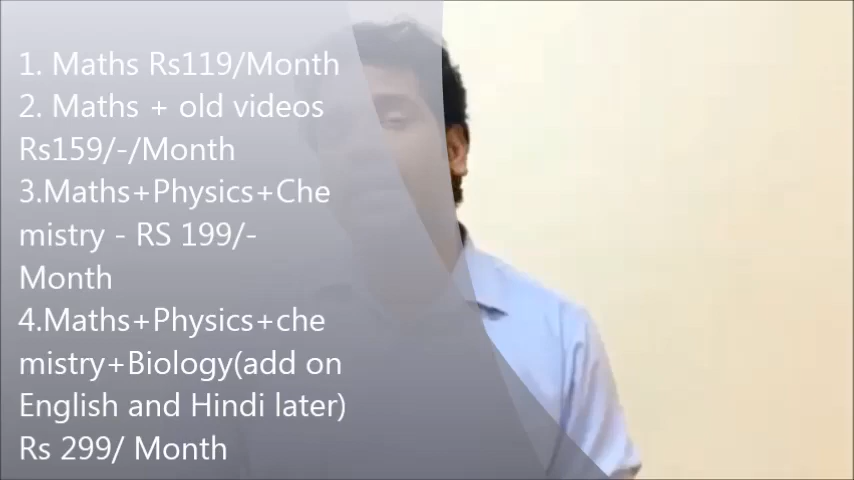 1. Maths Rs119/Month
2. Maths + old videos
Rs159/-/Month
3.Maths+Physics+Che
mistry - RS 199/-
Month
4.Maths+Physics+che
mistry+Biology(add on
English and Hindi later)
Rs 299/ Month